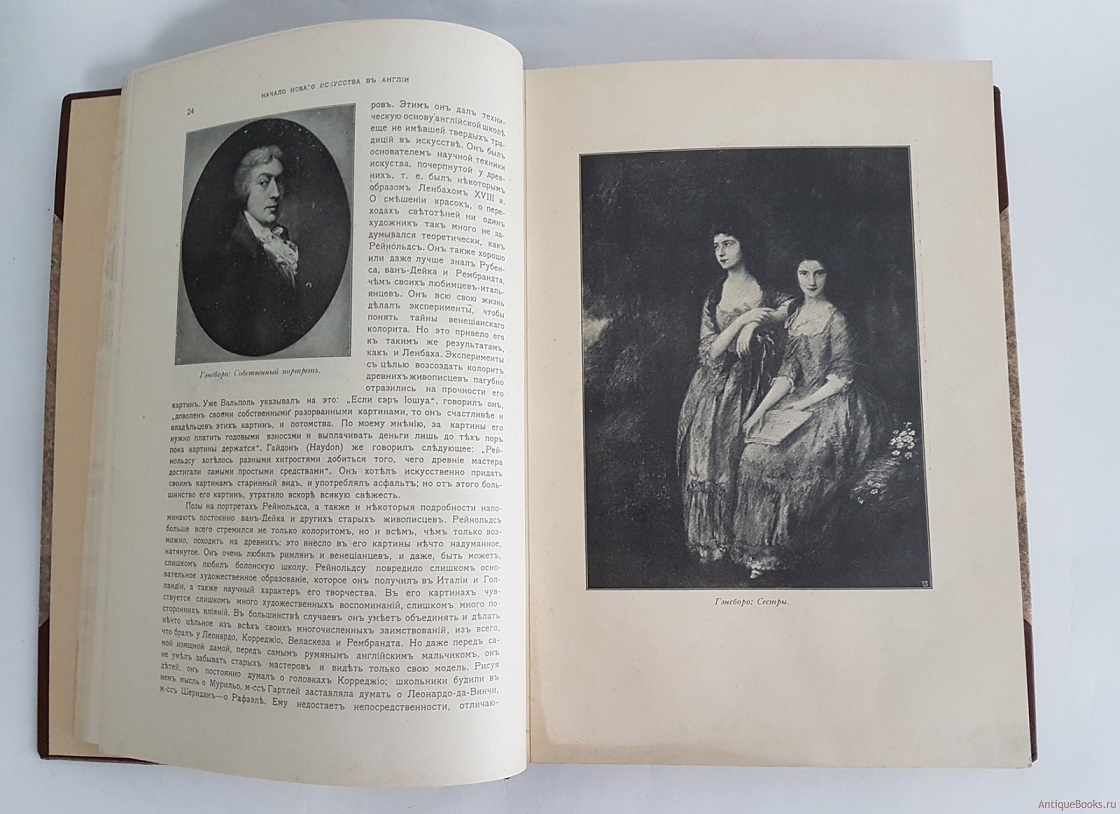 НАЧАЛО НОВАГО ИСКУССТВА ВЪ АНГЛІИ
24
ровъ. Этимъ онъ далъ техни-
ческую основу англійской школѣ,
еще не имѣвшей твердыхъ тра-
дицій въ искусствѣ. Онъ былъ
основателемъ научной техники
искуства, почерпнутой у древ-
нихъ, т. е. былъ нѣкоторымъ
образомъ Ленбахомъ XVIII в.
О смѣшеніи красокъ, о пере-
ходахъ свѣтотѣней ни одинъ
художникъ такъ много не за-
думывался теоретически, какъ
Рейнольдсъ. Онъ также хорошо
или даже лучше зналъ Рубен-
са, ванъ-Дейка и Рембрандта,
чѣмъ своихъ любимцевъ-италь-
янцевъ. Онъ всю свою жизнь
дѣлалъ эксперименты, чтобы
понять тайны венеціанскаго
колорита. Но это привело его
къ такимъ же результатамъ,
какъ и Ленбаха. Эксперименты
съ цѣлью возсоздать колоритъ
древнихъ живописцевъ пагубно
отразились на прочности его
Гэнсборо: Собственный портретъ.
картинъ. Уже Вальполь указывалъ на это: „Если сэръ Іошуа“, говорилъ онъ,
„доволенъ своими собственными разорванными картинами, то онъ счастливѣе и
владѣльцевъ этихъ картинъ, и потомства. По моему мнѣнію, за картины его
нужно платить годовыми взносами и выплачивать деньги лишь до тѣхъ поръ
пока картины держатся“. Гайдонъ (Haydon) же говорилъ слѣдующее: „Рей-
нольдсу хотѣлось разными хитростями добиться того, чего древніе мастера
достигали самыми простыми средствами“. Онъ хотѣлъ искусственно придать
своимъ картинамъ старинный видъ, и употреблялъ асфальтъ; но отъ этого боль-
шинство его картинъ, утратило вскорѣ всякую свѣжесть.
Позы на портретахъ Рейнольдса, а также и нѣкоторыя подробности напо-
минаютъ постоянно ванъ-Дейка и другихъ старыхъ живописцевъ. Рейнольдсъ
больше всего стремился не только колоритомъ, но и всѣмъ, чѣмъ только воз-
можно, походить на древнихъ; это внесло въ его картины нѣчто надуманное,
натянутое. Онъ очень любилъ римлянъ и венеціанцевъ, и даже, быть можетъ,
слишкомъ любилъ болонскую школу. Рейнольдсу повредило слишкомъ осно-
вательное художественное образованіе, которое онъ получилъ въ Италіи и Гол-
ландіи, а также научный характеръ его творчества. Въ его картинахъ чув-
ствуется слишкомъ много художественныхъ воспоминаній, слишкомъ много по-
стороннихъ вліяній. Въ большинствѣ случаевъ онъ умѣетъ объединять и дѣлать
нѣчто цѣльное изъ всѣхъ своихъ многочисленныхъ заимствованій, изъ всего,
что бралъ у Леонардо, Корреджіо, Веласкеза и Рембрандта. Но даже передъ са-
мой изящной дамой, передъ самымъ румянымъ англійскимъ мальчикомъ, онъ
не умѣлъ забывать старыхъ мастеровъ и видѣть только свою модель. Рисуя
дѣтей, онъ постоянно думалъ о головкахъ Корреджіо; школьники будили въ
немъ мысль о Мурильо, м-ссъ Гартлей заставляла думать о Леонардо-да-Винчи,
м-ссъ Шериданъ—о Рафаэлѣ. Ему недостаетъ непосредственности, отличаю-
Гэнсборо: Сестры.
AntiqueBooks.ru